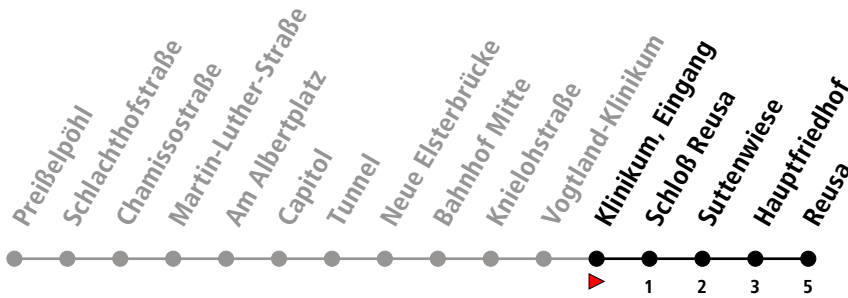 Preißelpöhl
Schlachthofstraße
Chamissostraße
Martin-Luther-Straße
Am Albertplatz
Capitol
Tunnel
Neue Elsterbrücke
Bahnhof Mitte
Knielohstraße
Vogtland-Klinikum
Klinikum, Eingang
Schloß Reusa
Suttenwiese
Hauptfriedhof
Reusa
1 2 3 5